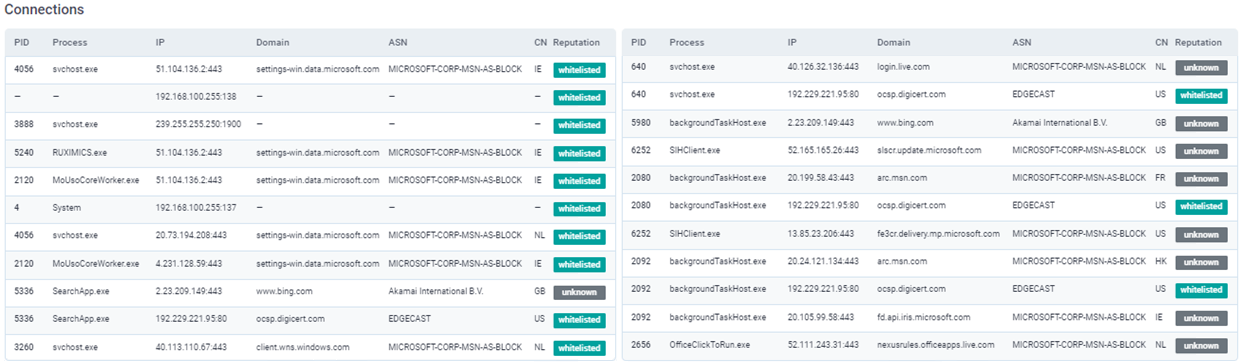 Connections
PID Process IP Domain ASN CN Reputation
4056 svchost.exe 51.104.136.2:443 settings-win.data.microsoft.com MICROSOFT-CORP-MSN-AS-BLOCK IE whitelisted
– – 192.168.100.255:138 – – – whitelisted
3888 svchost.exe 239.255.255.250:1900 – – – whitelisted
5240 RUXIMICS.exe 51.104.136.2:443 settings-win.data.microsoft.com MICROSOFT-CORP-MSN-AS-BLOCK IE whitelisted
2120 MoUsoCoreWorker.exe 51.104.136.2:443 settings-win.data.microsoft.com MICROSOFT-CORP-MSN-AS-BLOCK IE whitelisted
4 System 192.168.100.255:137 – – – whitelisted
4056 svchost.exe 20.73.194.208:443 settings-win.data.microsoft.com MICROSOFT-CORP-MSN-AS-BLOCK NL whitelisted
2120 MoUsoCoreWorker.exe 4.231.128.59:443 settings-win.data.microsoft.com MICROSOFT-CORP-MSN-AS-BLOCK IE whitelisted
5336 SearchApp.exe 2.23.209.149:443 www.bing.com Akamai International B.V. GB unknown
5336 SearchApp.exe 192.229.221.95:80 ocsp.digicert.com EDGECAST US whitelisted
3260 svchost.exe 40.113.110.67:443 client.wns.windows.com MICROSOFT-CORP-MSN-AS-BLOCK NL whitelisted
PID Process IP Domain ASN CN Reputation
640 svchost.exe 40.126.32.136:443 login.live.com MICROSOFT-CORP-MSN-AS-BLOCK NL unknown
640 svchost.exe 192.229.221.95:80 ocsp.digicert.com EDGECAST US whitelisted
5980 backgroundTaskHost.exe 2.23.209.149:443 www.bing.com Akamai International B.V. GB unknown
6252 SIHClient.exe 52.165.165.26:443 slscr.update.microsoft.com MICROSOFT-CORP-MSN-AS-BLOCK US unknown
2080 backgroundTaskHost.exe 20.199.58.43:443 arc.msn.com MICROSOFT-CORP-MSN-AS-BLOCK FR unknown
2080 backgroundTaskHost.exe 192.229.221.95:80 ocsp.digicert.com EDGECAST US whitelisted
6252 SIHClient.exe 13.85.23.206:443 fe3cr.delivery.mp.microsoft.com MICROSOFT-CORP-MSN-AS-BLOCK US unknown
2092 backgroundTaskHost.exe 20.24.121.134:443 arc.msn.com MICROSOFT-CORP-MSN-AS-BLOCK HK unknown
2092 backgroundTaskHost.exe 192.229.221.95:80 ocsp.digicert.com EDGECAST US whitelisted
2092 backgroundTaskHost.exe 20.105.99.58:443 fd.api.iris.microsoft.com MICROSOFT-CORP-MSN-AS-BLOCK IE unknown
2656 OfficeClickToRun.exe 52.111.243.31:443 nexusrules.officeapps.live.com MICROSOFT-CORP-MSN-AS-BLOCK NL unknown